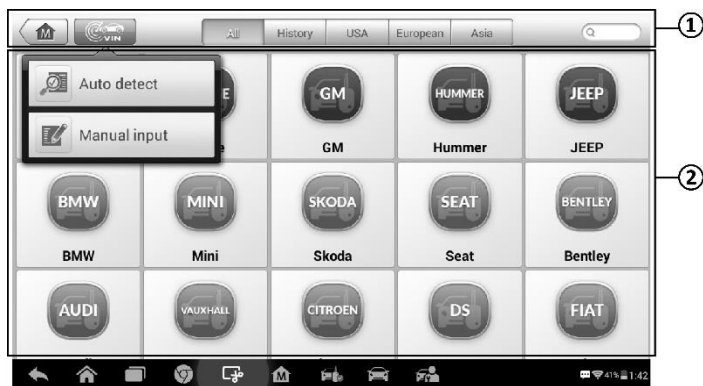 M VIN All History USA European Asia
①
Auto detect
Manual input
E GM HUMMER JEEP
e GM Hummer JEEP
②
BMW MINI SKODA SEAT BENTLEY
BMW Mini Skoda Seat Bentley
AUDI VAUXHALL CITROEN DS FIAT
M 41% 1:42